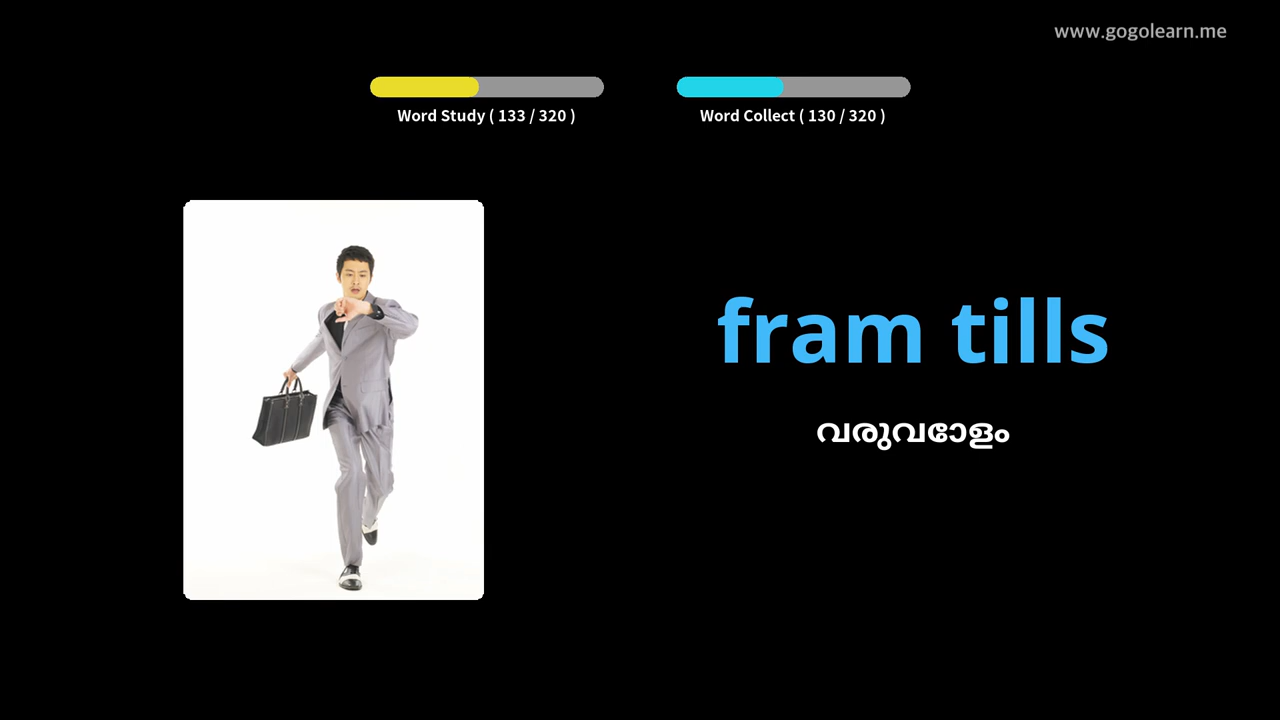 www.gogolearn.me
Word Study ( 133 / 320 )
Word Collect ( 130 / 320 )
fram tills
വരുവോളം